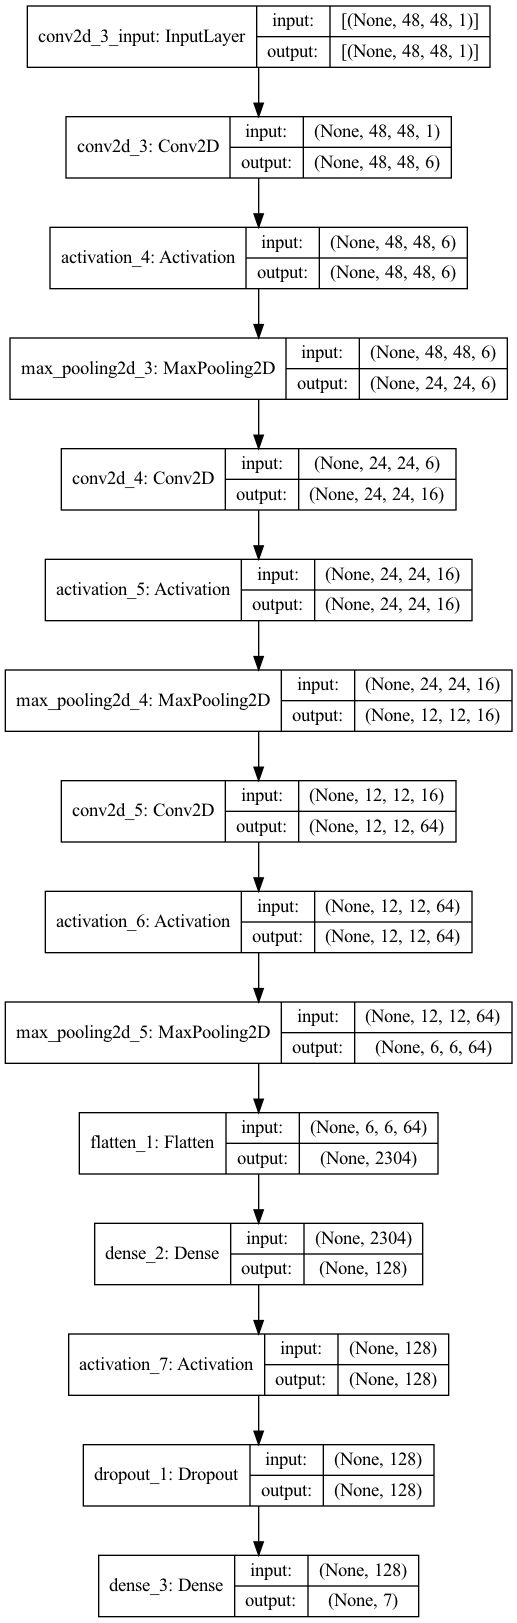 conv2d_3_input: InputLayer
input:
[(None, 48, 48, 1)]
output:
[(None, 48, 48, 1)]
conv2d_3: Conv2D
input:
(None, 48, 48, 1)
output:
(None, 48, 48, 6)
activation_4: Activation
input:
(None, 48, 48, 6)
output:
(None, 48, 48, 6)
max_pooling2d_3: MaxPooling2D
input:
(None, 48, 48, 6)
output:
(None, 24, 24, 6)
conv2d_4: Conv2D
input:
(None, 24, 24, 6)
output:
(None, 24, 24, 16)
activation_5: Activation
input:
(None, 24, 24, 16)
output:
(None, 24, 24, 16)
max_pooling2d_4: MaxPooling2D
input:
(None, 24, 24, 16)
output:
(None, 12, 12, 16)
conv2d_5: Conv2D
input:
(None, 12, 12, 16)
output:
(None, 12, 12, 64)
activation_6: Activation
input:
(None, 12, 12, 64)
output:
(None, 12, 12, 64)
max_pooling2d_5: MaxPooling2D
input:
(None, 12, 12, 64)
output:
(None, 6, 6, 64)
flatten_1: Flatten
input:
(None, 6, 6, 64)
output:
(None, 2304)
dense_2: Dense
input:
(None, 2304)
output:
(None, 128)
activation_7: Activation
input:
(None, 128)
output:
(None, 128)
dropout_1: Dropout
input:
(None, 128)
output:
(None, 128)
dense_3: Dense
input:
(None, 128)
output:
(None, 7)